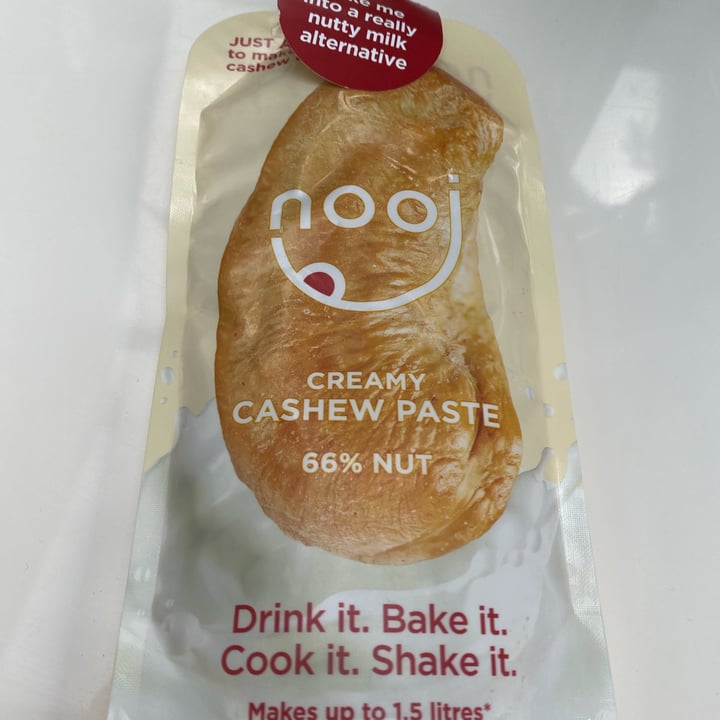 me
into a really
nutty milk
alternative
JUST
to
cashew
nooj
CREAMY
CASHEW PASTE
66% NUT
Drink it. Bake it.
Cook it. Shake it.
Makes up to 1.5 litres*